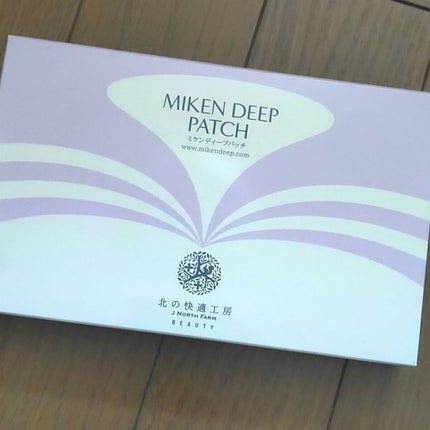 MIKEN DEEP
PATCH
ミケンディープパッチ
www.mikendeep.com
北の快適工房
J NORTH FARM
BEAUTY